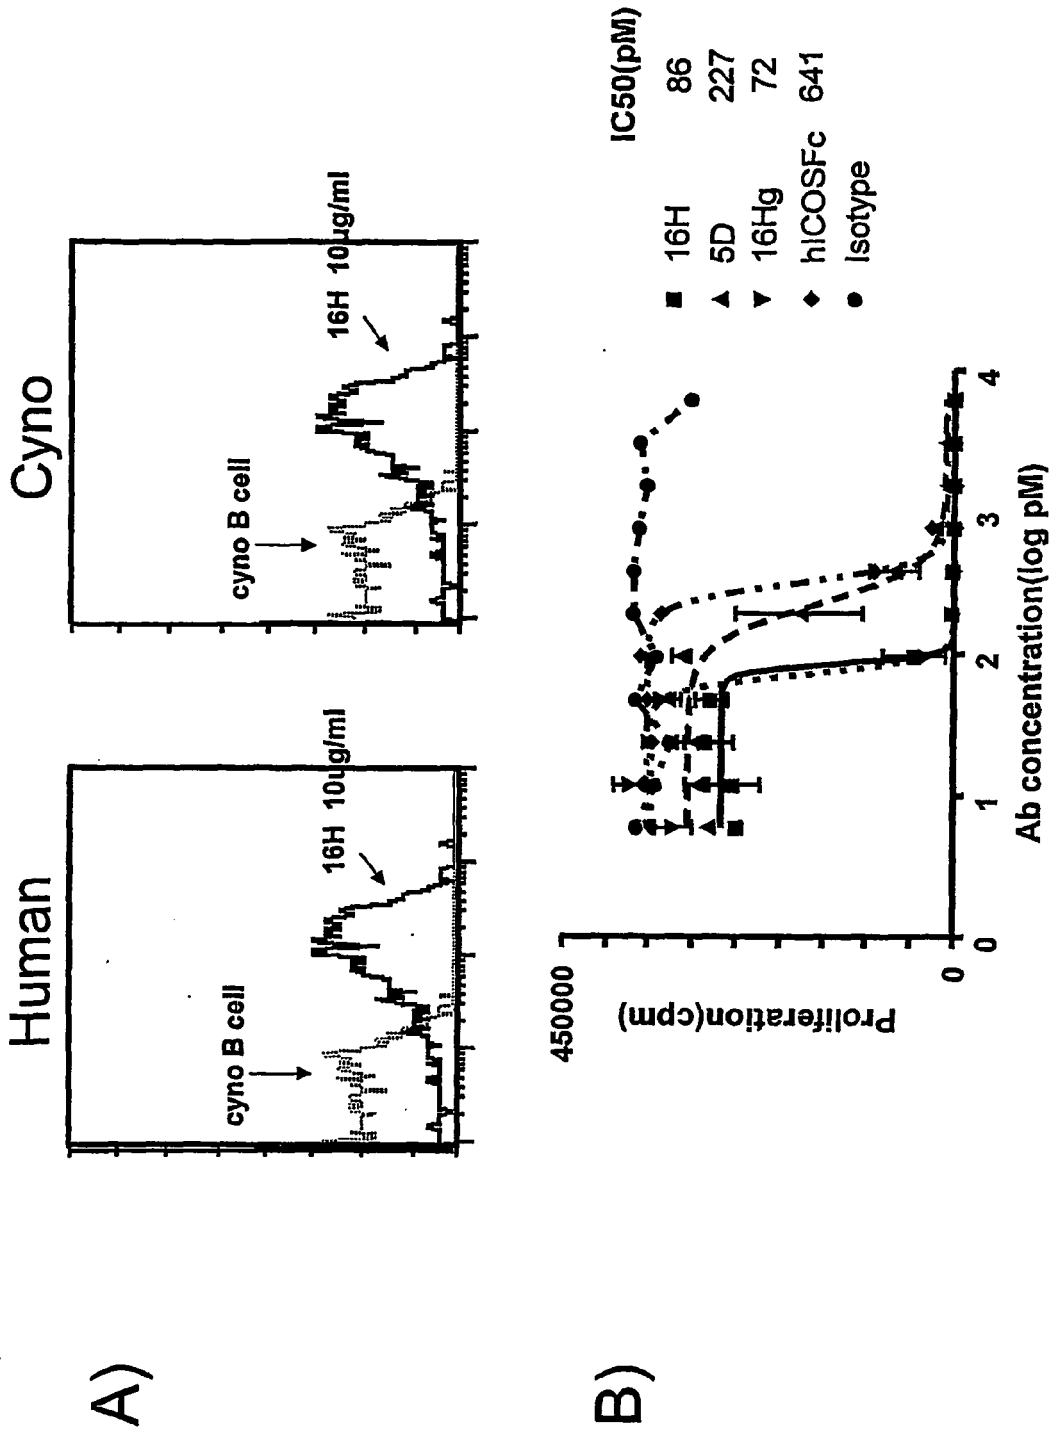 A)
Human
cyno B cell
16H 10ug/ml
Cyno
cyno B cell
16H 10μg/ml
B)
450000
0
Proliferation(cpm)
0
1
2
3
4
Ab concentration(log pM)
IC50(pM)
16H 86
5D 227
16Hg 72
hICOSFc 641
Isotype